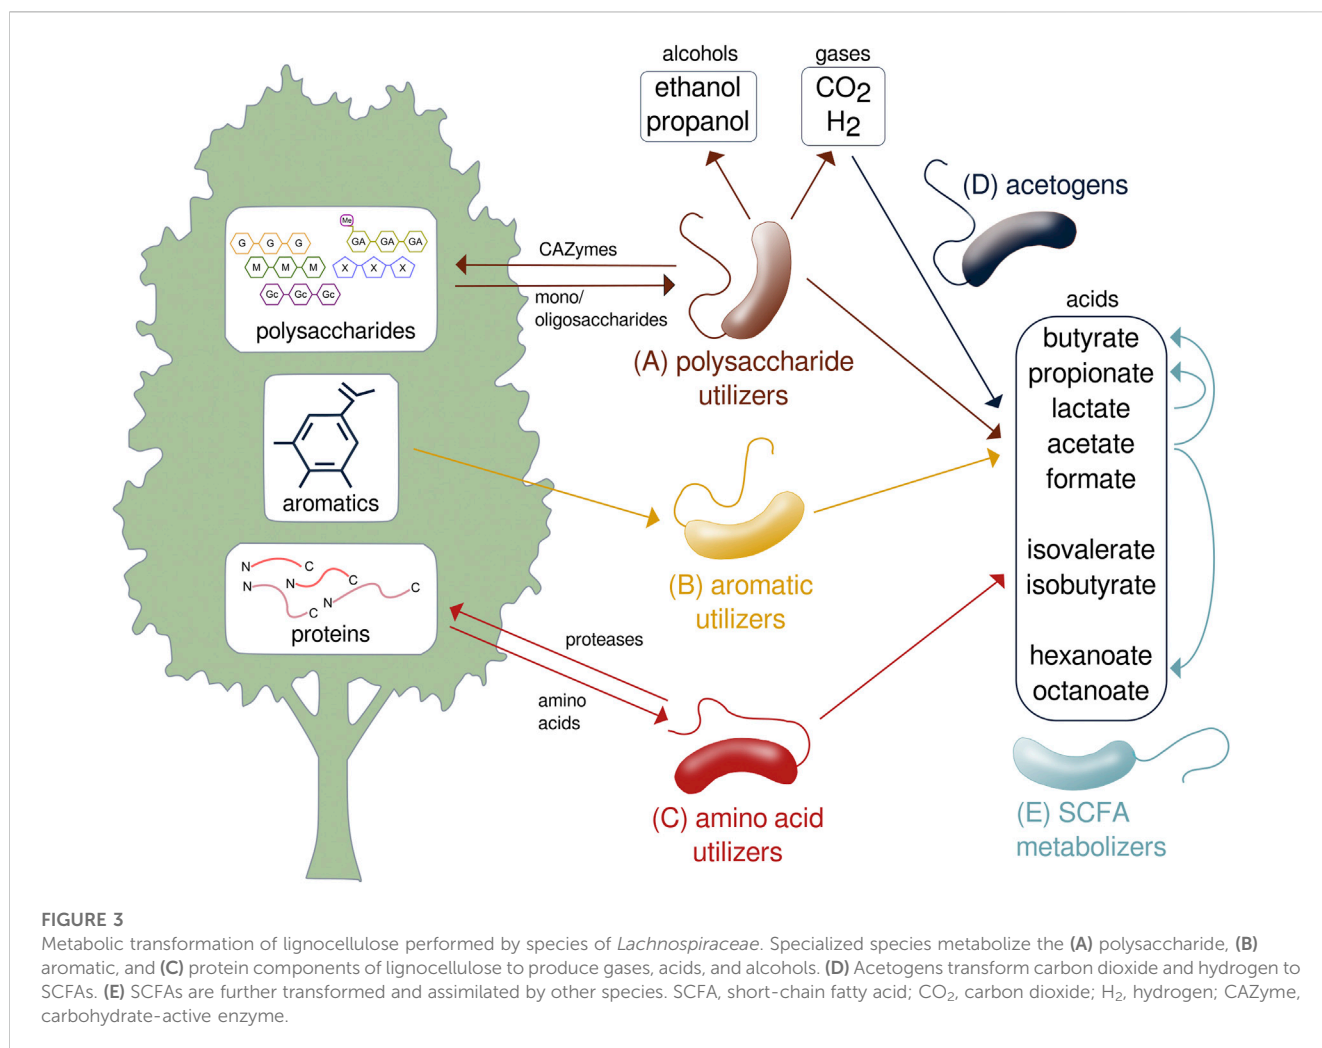 alcohols
ethanol
propanol
gases
CO2
H2
(D) acetogens
Me
G G G
GA GA GA
M M M
X X X
Gc Gc Gc
polysaccharides
CAZymes
mono/
oligosaccharides
(A) polysaccharide
utilizers
acids
butyrate
propionate
lactate
acetate
formate
isovalerate
isobutyrate
hexanoate
octanoate
aromatics
(B) aromatic
utilizers
N C
N C
N C
N C
proteins
proteases
amino
acids
(C) amino acid
utilizers
(E) SCFA
metabolizers
FIGURE 3
Metabolic transformation of lignocellulose performed by species of Lachnospiraceae. Specialized species metabolize the (A) polysaccharide, (B)
aromatic, and (C) protein components of lignocellulose to produce gases, acids, and alcohols. (D) Acetogens transform carbon dioxide and hydrogen to
SCFAs. (E) SCFAs are further transformed and assimilated by other species. SCFA, short-chain fatty acid; CO2, carbon dioxide; H2, hydrogen; CAZyme,
carbohydrate-active enzyme.